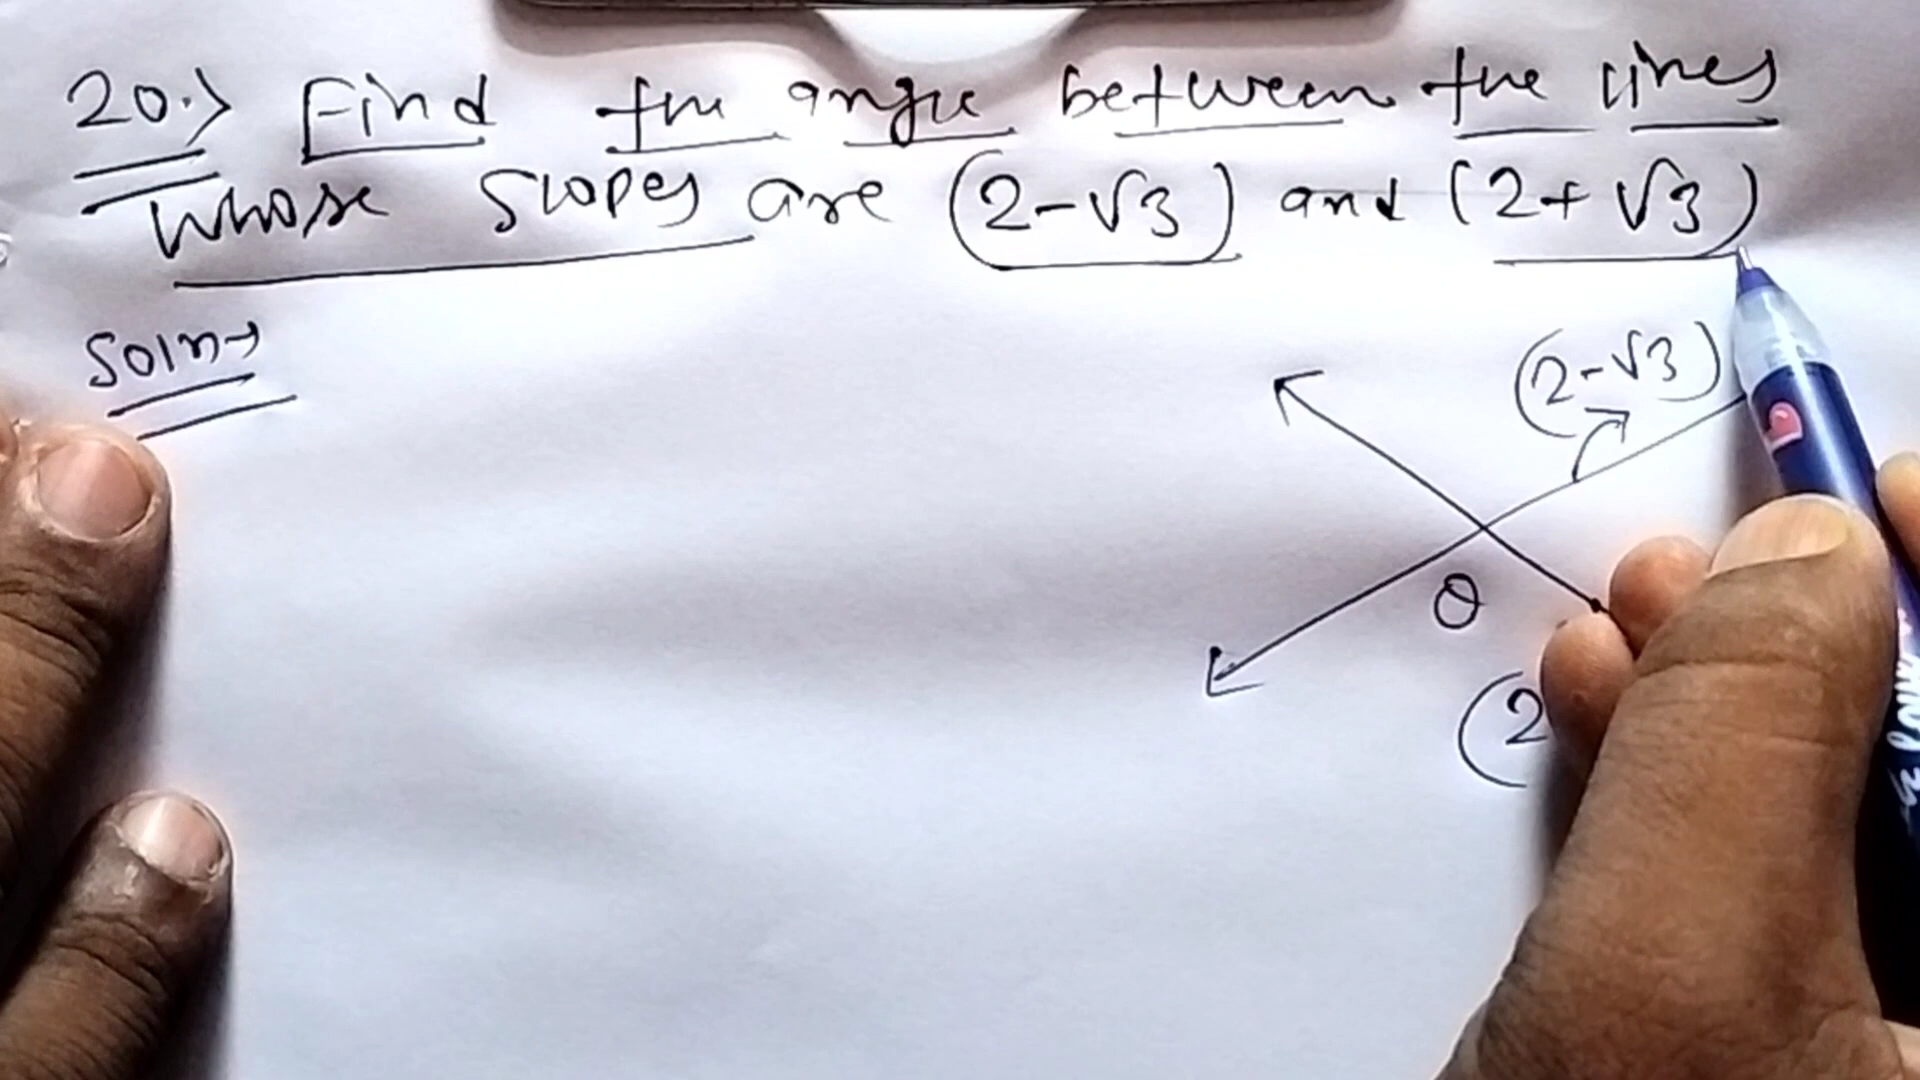 20.) Find the angle between the lines
whose slopes are (2-√3) and (2+√3)
Soln→
(2-√3)
θ
(2